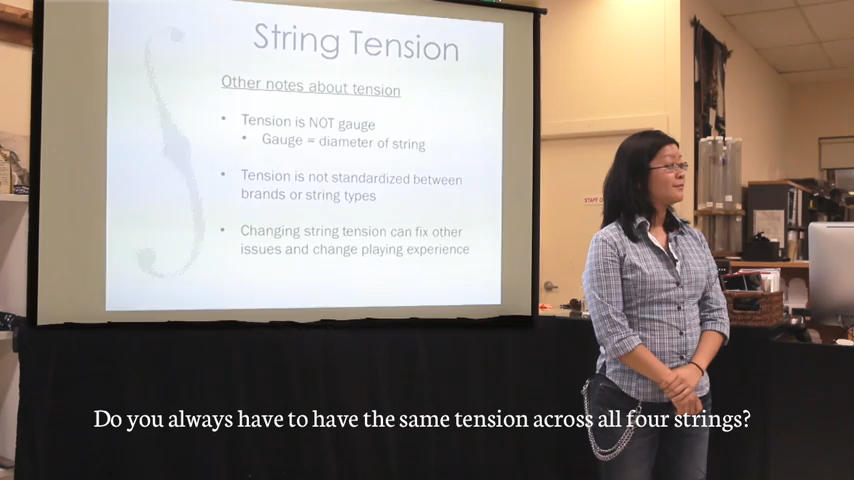 String Tension
Other notes about tension
• Tension is NOT gauge
• Gauge = diameter of string
• Tension is not standardized between
brands or string types
• Changing string tension can fix other
issues and change playing experience
STAFF O
Do you always have to have the same tension across all four strings?